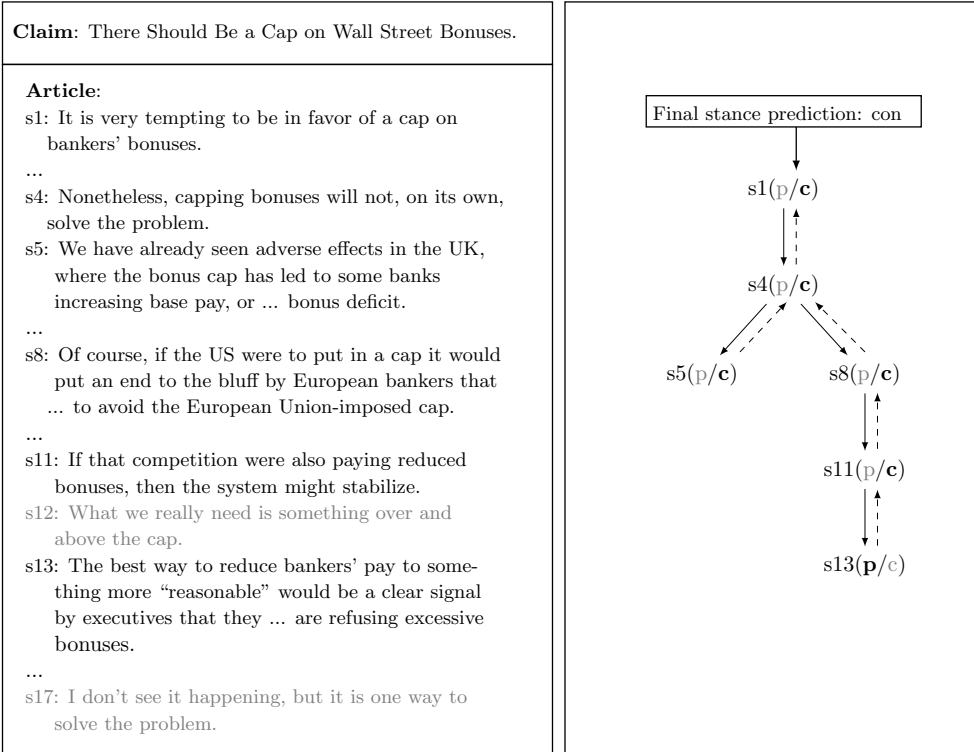 Claim: There Should Be a Cap on Wall Street Bonuses.
Article:
s1: It is very tempting to be in favor of a cap on
bankers' bonuses.
...
s4: Nonetheless, capping bonuses will not, on its own,
solve the problem.
s5: We have already seen adverse effects in the UK,
where the bonus cap has led to some banks
increasing base pay, or ... bonus deficit.
...
s8: Of course, if the US were to put in a cap it would
put an end to the bluff by European bankers that
... to avoid the European Union-imposed cap.
...
s11: If that competition were also paying reduced
bonuses, then the system might stabilize.
s12: What we really need is something over and
above the cap.
s13: The best way to reduce bankers' pay to some-
thing more “reasonable” would be a clear signal
by executives that they ... are refusing excessive
bonuses.
...
s17: I don't see it happening, but it is one way to
solve the problem.
Final stance prediction: con
s1(p/c)
s4(p/c)
s5(p/c) s8(p/c)
s11(p/c)
s13(p/c)